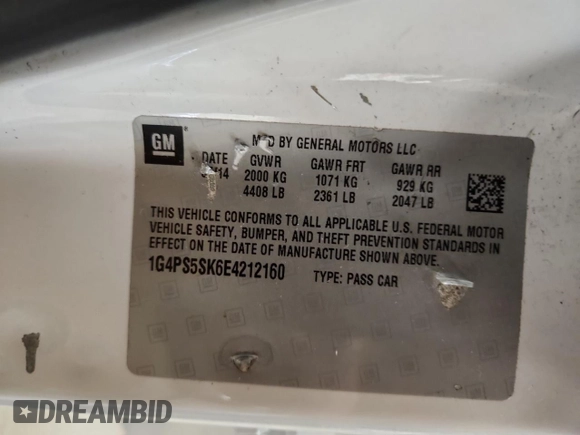 GM
MFD BY GENERAL MOTORS LLC
DATE GVWR GAWR FRT GAWR RR
/14 2000 KG 1071 KG 929 KG
4408 LB 2361 LB 2047 LB
THIS VEHICLE CONFORMS TO ALL APPLICABLE U.S. FEDERAL MOTOR
VEHICLE SAFETY, BUMPER, AND THEFT PREVENTION STANDARDS IN
EFFECT ON THE DATE OF MANUFACTURE SHOWN ABOVE.
1G4PS5SK6E4212160 TYPE: PASS CAR
DREAMBID